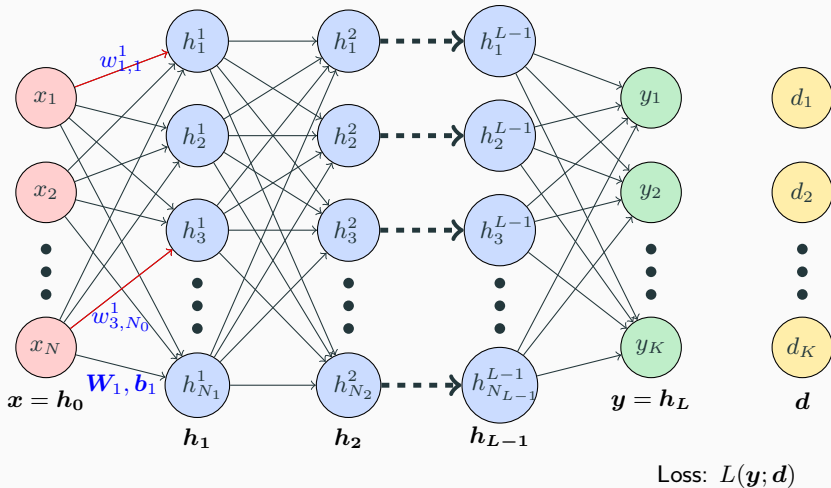 h_1^1 h_1^2 h_1^{L-1}
w_{1,1}^1
x_1 y_1 d_1
h_2^1 h_2^2 h_2^{L-1}
x_2 y_2 d_2
h_3^1 h_3^2 h_3^{L-1}
w_{3,N_0}^1
x_N y_K d_K
W_1, b_1 h_{N_1}^1 h_{N_2}^2 h_{N_{L-1}}^{L-1}
x = h_0 y = h_L d
h_1 h_2 h_{L-1}
Loss: L(y; d)